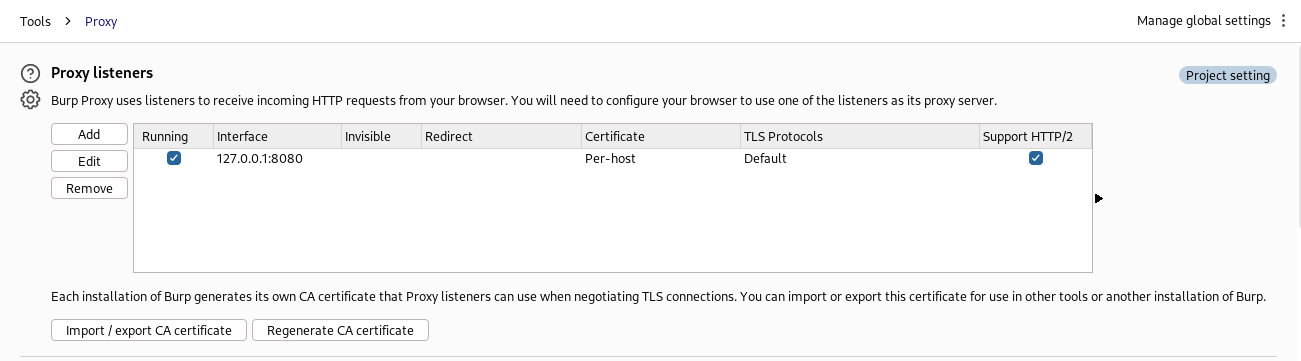 Tools > Proxy
Manage global settings
Proxy listeners
Project setting
Burp Proxy uses listeners to receive incoming HTTP requests from your browser. You will need to configure your browser to use one of the listeners as its proxy server.
Add
Edit
Remove
Running Interface Invisible Redirect Certificate TLS Protocols Support HTTP/2
127.0.0.1:8080 Per-host Default
Each installation of Burp generates its own CA certificate that Proxy listeners can use when negotiating TLS connections. You can import or export this certificate for use in other tools or another installation of Burp.
Import / export CA certificate
Regenerate CA certificate